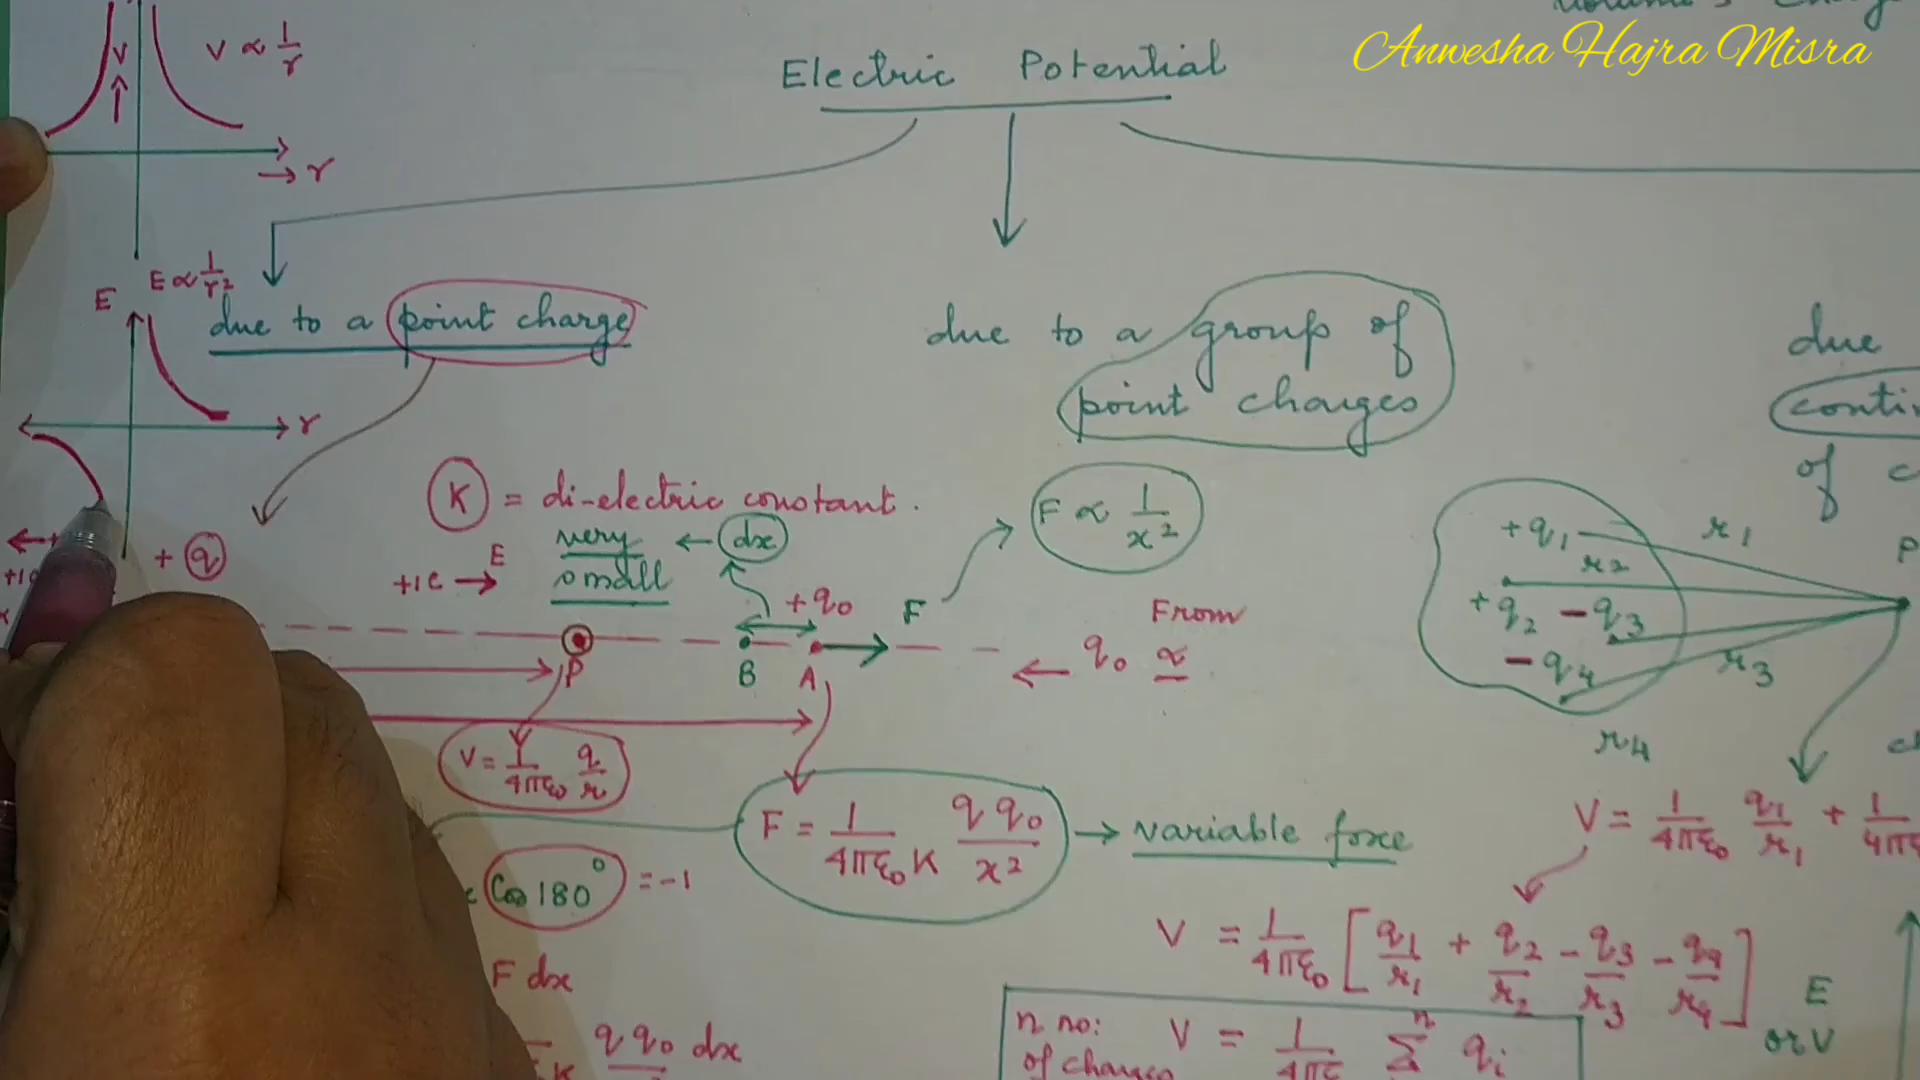 Anwesha Hajra Misra
Electric Potential
V
V ∝ 1/r
r
E
E ∝ 1/r²
r
due to a point charge
due to a group of
point charges
due
of c
K = di-electric constant.
very
small
dx
F ∝ 1/x²
+ q
+1C → E
+q₀
F
From
q₀ ∝
P
B
A
V = 1/4πε₀ q/r
F = 1/4πε₀K qq₀/x² → variable force
Cos 180° = -1
F dx
qq₀ dx
K
+q₁
r₁
r₂
+q₂ -q₃
-q₄
r₃
r₄
V = 1/4πε₀ q₁/r₁ +
V = 1/4πε₀ [q₁/r₁ + q₂/r₂ - q₃/r₃ - q₄/r₄]
E
or V
n no:
of charges
V = 1/4πε Σ qᵢ
n